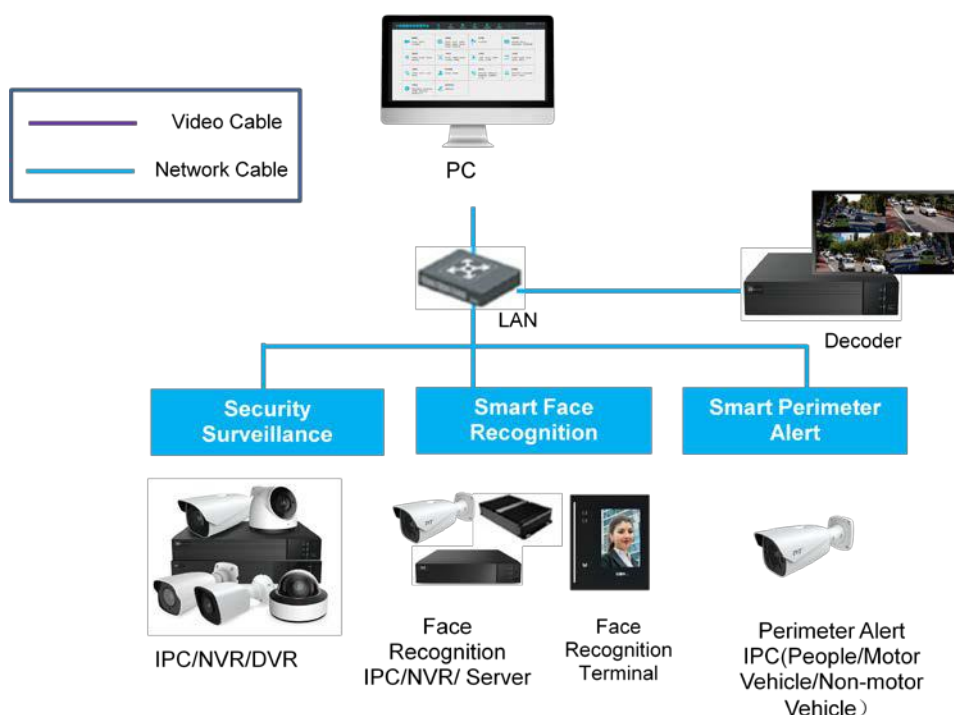 Video Cable
Network Cable
PC
LAN
Decoder
Security
Surveillance
Smart Face
Recognition
Smart Perimeter
Alert
IPC/NVR/DVR
Face
Recognition
IPC/NVR/ Server
Face
Recognition
Terminal
Perimeter Alert
IPC(People/Motor
Vehicle/Non-motor
Vehicle）